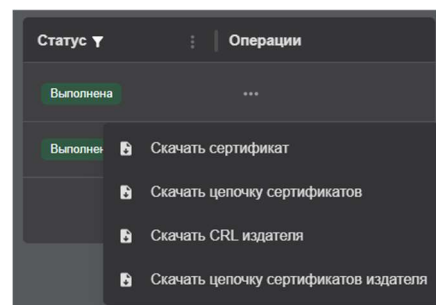 Статус Операции
Выполнена
Выполнен
Скачать сертификат
Скачать цепочку сертификатов
Скачать CRL издателя
Скачать цепочку сертификатов издателя